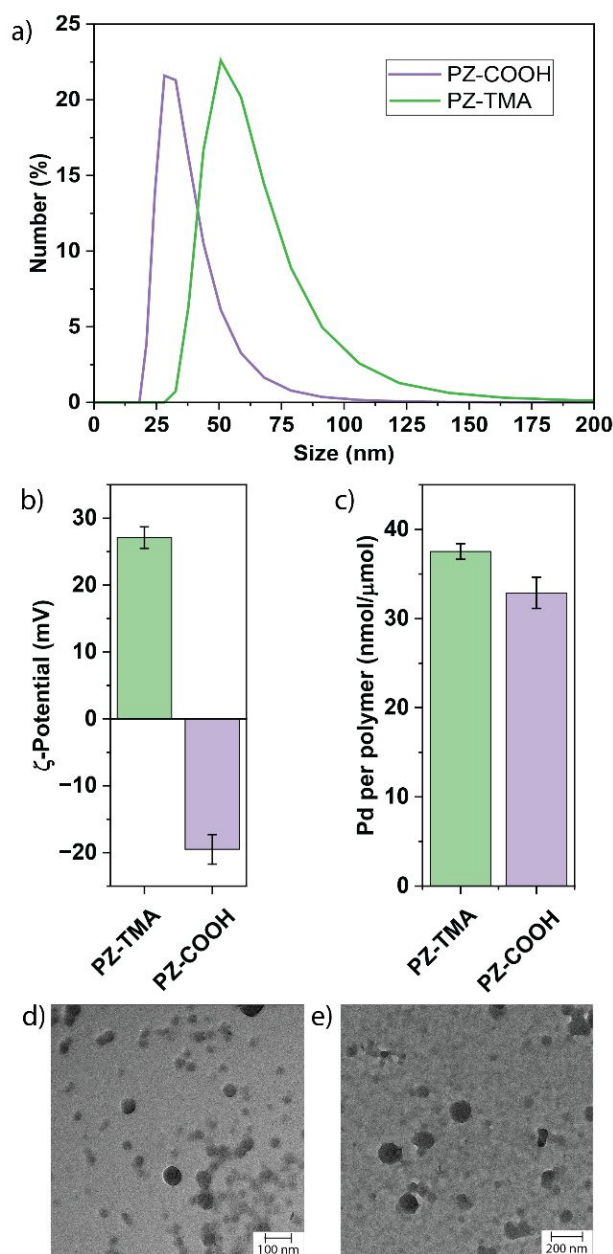 a)
25
20
15
10
5
0
Number (%)
PZ-COOH
PZ-TMA
0 25 50 75 100 125 150 175 200
Size (nm)
b)
30
20
10
0
−10
−20
ζ-Potential (mV)
PZ-TMA
PZ-COOH
c)
40
30
20
10
0
Pd per polymer (nmol/μmol)
PZ-TMA
PZ-COOH
d)
100 nm
e)
200 nm